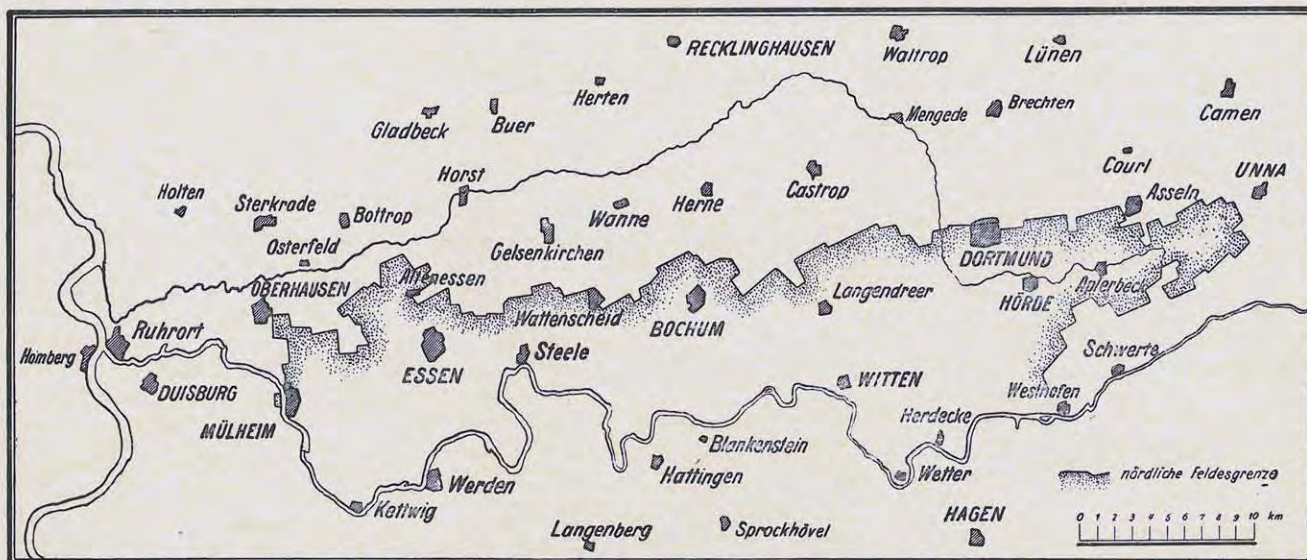 RECKLINGHAUSEN
Waltrop
Lünen
Herten
Buer
Gladbeck
Mengede
Brechten
Camen
Horst
Castrop
Courl
UNNA
Holten
Sterkrade
Bottrop
Wanne
Herne
Asseln
Osterfeld
Gelsenkirchen
DORTMUND
Altenessen
OBERHAUSEN
HÖRDE
Aplerbeck
Wattenscheid
BOCHUM
Langendreer
Ruhrort
Homberg
ESSEN
Steele
Schwerte
DUISBURG
WITTEN
Westhofen
MÜLHEIM
Herdecke
Blankenstein
Hattingen
Wetter
Werden
nördliche Feldesgrenze
Kettwig
Langenberg
Sprockhövel
HAGEN
0 1 2 3 4 5 6 7 8 9 10 km